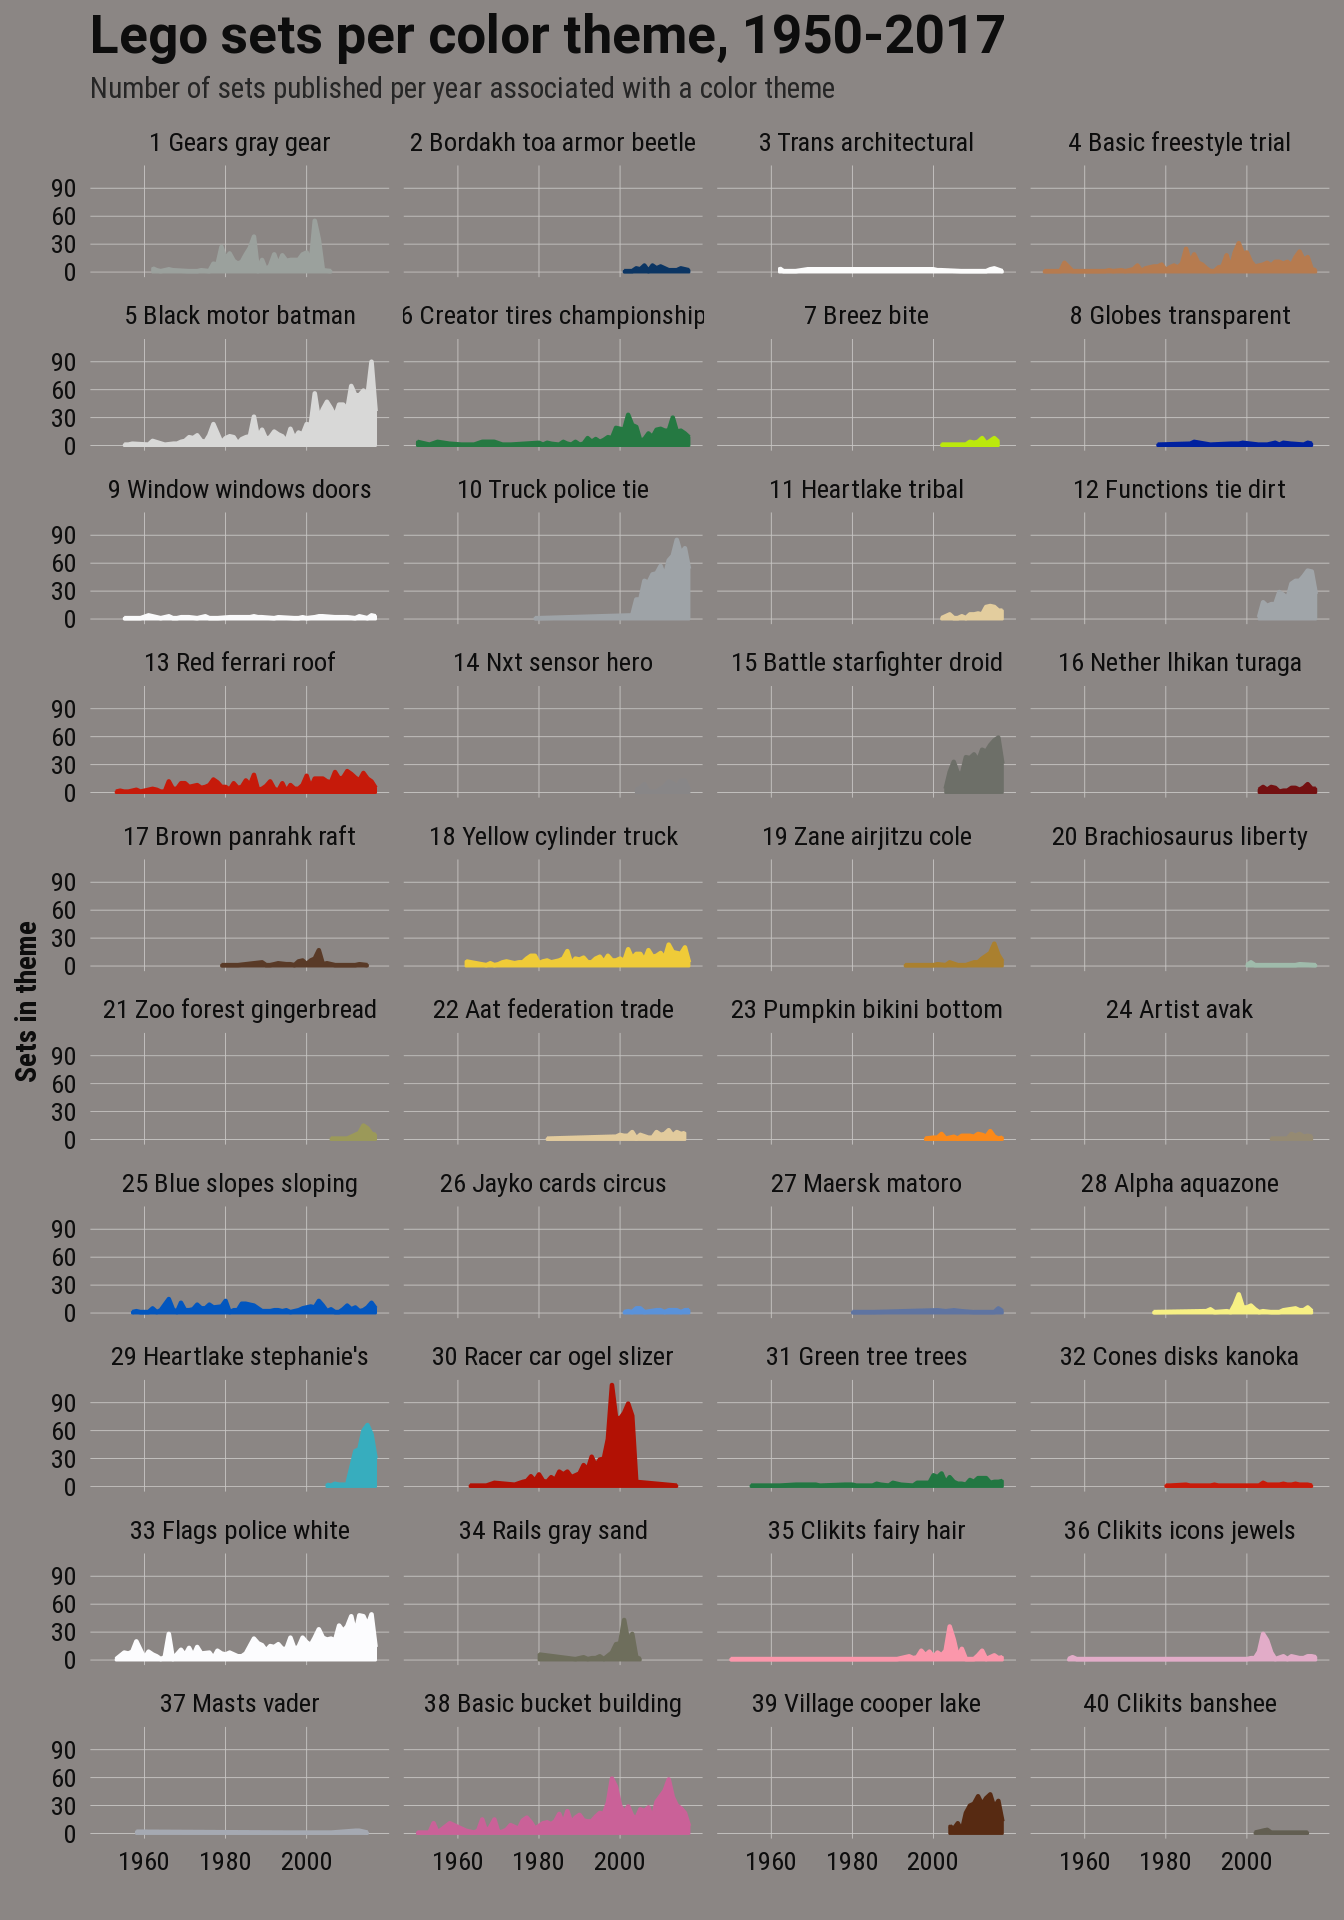 Lego sets per color theme, 1950-2017
Number of sets published per year associated with a color theme
1 Gears gray gear
2 Bordakh toa armor beetle
3 Trans architectural
4 Basic freestyle trial
90
60
30
0
5 Black motor batman
6 Creator tires championship
7 Breez bite
8 Globes transparent
90
60
30
0
9 Window windows doors
10 Truck police tie
11 Heartlake tribal
12 Functions tie dirt
90
60
30
0
13 Red ferrari roof
14 Nxt sensor hero
15 Battle starfighter droid
16 Nether lhikan turaga
90
60
30
0
17 Brown panrahk raft
18 Yellow cylinder truck
19 Zane airjitzu cole
20 Brachiosaurus liberty
90
60
30
0
Sets in theme
21 Zoo forest gingerbread
22 Aat federation trade
23 Pumpkin bikini bottom
24 Artist avak
90
60
30
0
25 Blue slopes sloping
26 Jayko cards circus
27 Maersk matoro
28 Alpha aquazone
90
60
30
0
29 Heartlake stephanie's
30 Racer car ogel slizer
31 Green tree trees
32 Cones disks kanoka
90
60
30
0
33 Flags police white
34 Rails gray sand
35 Clikits fairy hair
36 Clikits icons jewels
90
60
30
0
37 Masts vader
38 Basic bucket building
39 Village cooper lake
40 Clikits banshee
90
60
30
0
1960 1980 2000
1960 1980 2000
1960 1980 2000
1960 1980 2000